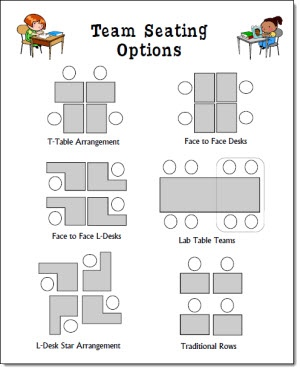 Team Seating
Options
T-Table Arrangement
Face to Face Desks
Face to Face L-Desks
Lab Table Teams
L-Desk Star Arrangement
Traditional Rows